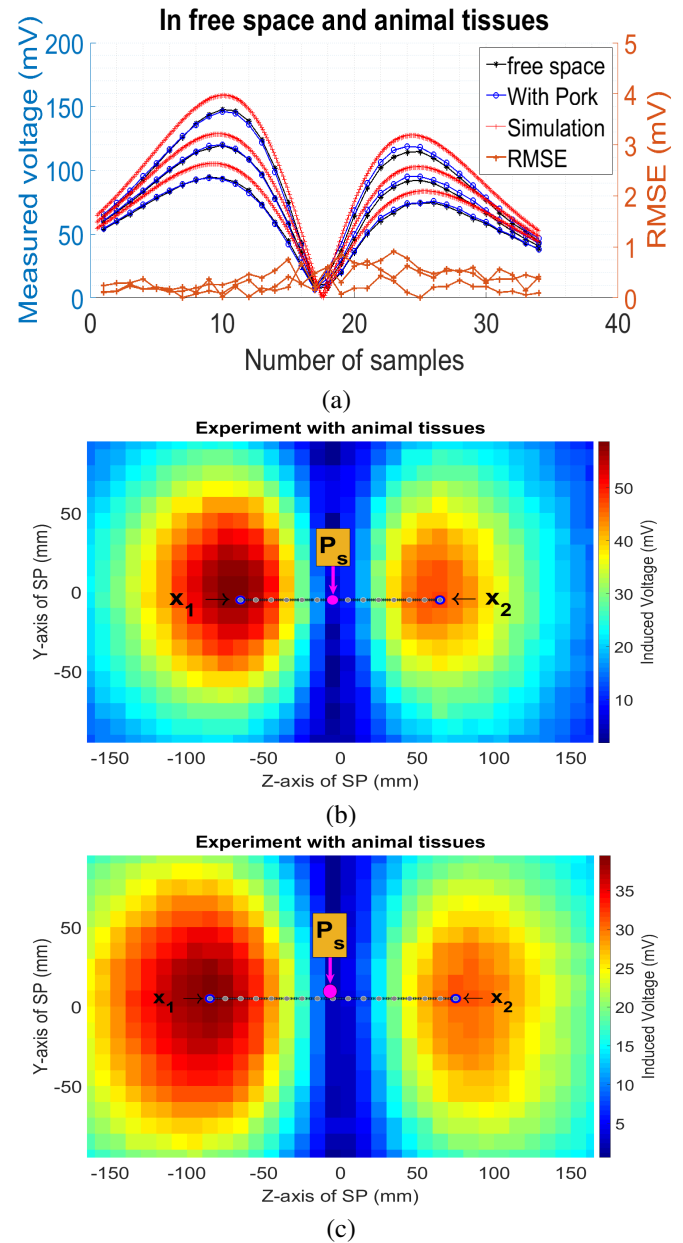 In free space and animal tissues
Measured voltage (mV)
200
150
100
50
0
free space
With Pork
Simulation
RMSE
5
4
3
2
1
0
RMSE (mV)
0 10 20 30 40
Number of samples
(a)
Experiment with animal tissues
Y-axis of SP (mm)
50
0
-50
Ps
x1
x2
50
40
30
20
10
Induced Voltage (mV)
-150 -100 -50 0 50 100 150
Z-axis of SP (mm)
(b)
Experiment with animal tissues
Y-axis of SP (mm)
50
0
-50
Ps
x1
x2
35
30
25
20
15
10
5
Induced Voltage (mV)
-150 -100 -50 0 50 100 150
Z-axis of SP (mm)
(c)